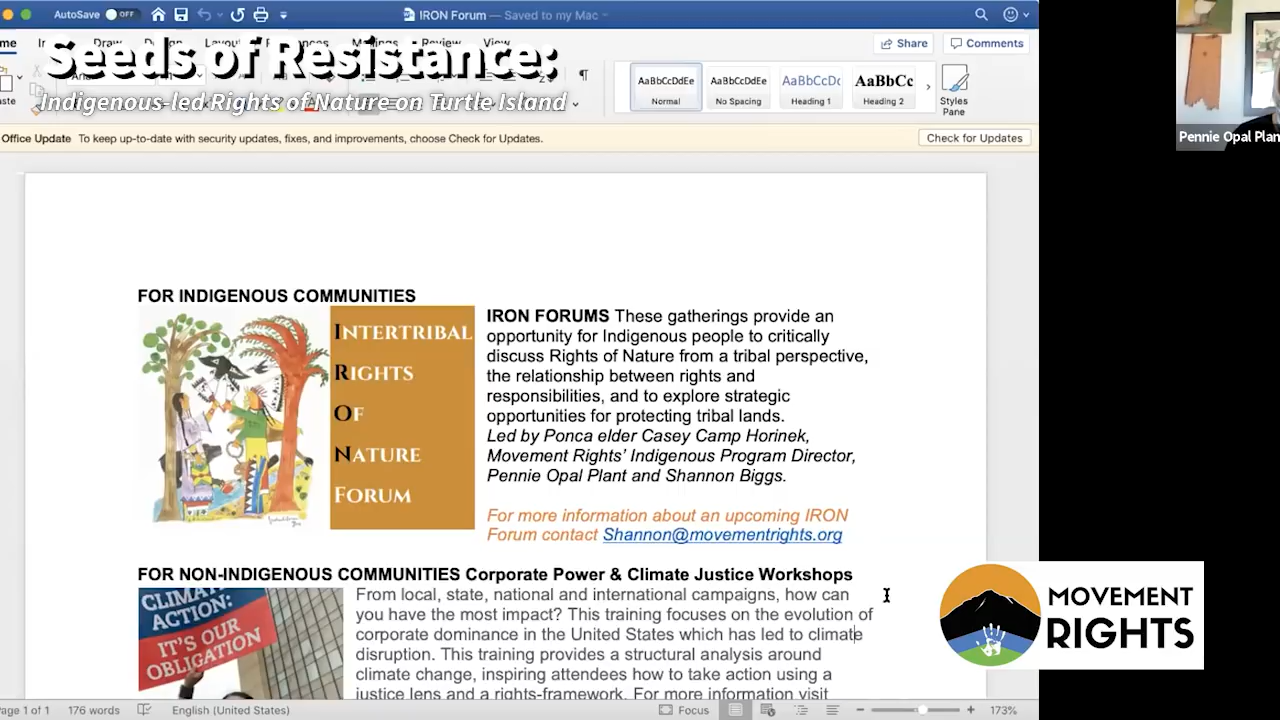 AutoSave OFF
IRON Forum — Saved to my Mac
Seeds of Resistance:
Indigenous-led Rights of Nature on Turtle Island
Share
Comments
AaBbCcDdEe
Normal
AaBbCcDdEe
No Spacing
AaBbCcDc
Heading 1
AaBbCc
Heading 2
Styles
Pane
Office Update To keep up-to-date with security updates, fixes, and improvements, choose Check for Updates.
Check for Updates
Pennie Opal Plan
FOR INDIGENOUS COMMUNITIES
INTERTRIBAL
RIGHTS
OF
NATURE
FORUM
IRON FORUMS These gatherings provide an
opportunity for Indigenous people to critically
discuss Rights of Nature from a tribal perspective,
the relationship between rights and
responsibilities, and to explore strategic
opportunities for protecting tribal lands.
Led by Ponca elder Casey Camp Horinek,
Movement Rights' Indigenous Program Director,
Pennie Opal Plant and Shannon Biggs.
For more information about an upcoming IRON
Forum contact Shannon@movementrights.org
FOR NON-INDIGENOUS COMMUNITIES Corporate Power & Climate Justice Workshops
CLIMATE
ACTION:
IT'S OUR
OBLIGATION
From local, state, national and international campaigns, how can
you have the most impact? This training focuses on the evolution of
corporate dominance in the United States which has led to climate
disruption. This training provides a structural analysis around
climate change, inspiring attendees how to take action using a
justice lens and a rights-framework. For more information visit
MOVEMENT
RIGHTS
Page 1 of 1
176 words
English (United States)
Focus
173%